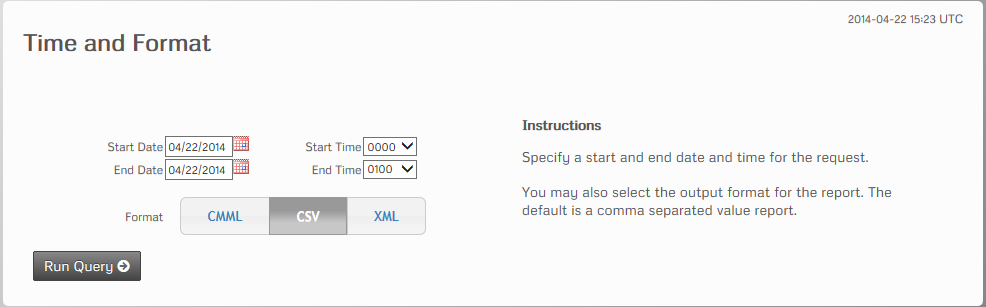 2014-04-22 15:23 UTC
Time and Format
Start Date 04/22/2014 Start Time 0000
End Date 04/22/2014 End Time 0100
Format CMML CSV XML
Run Query
Instructions
Specify a start and end date and time for the request.
You may also select the output format for the report. The
default is a comma separated value report.